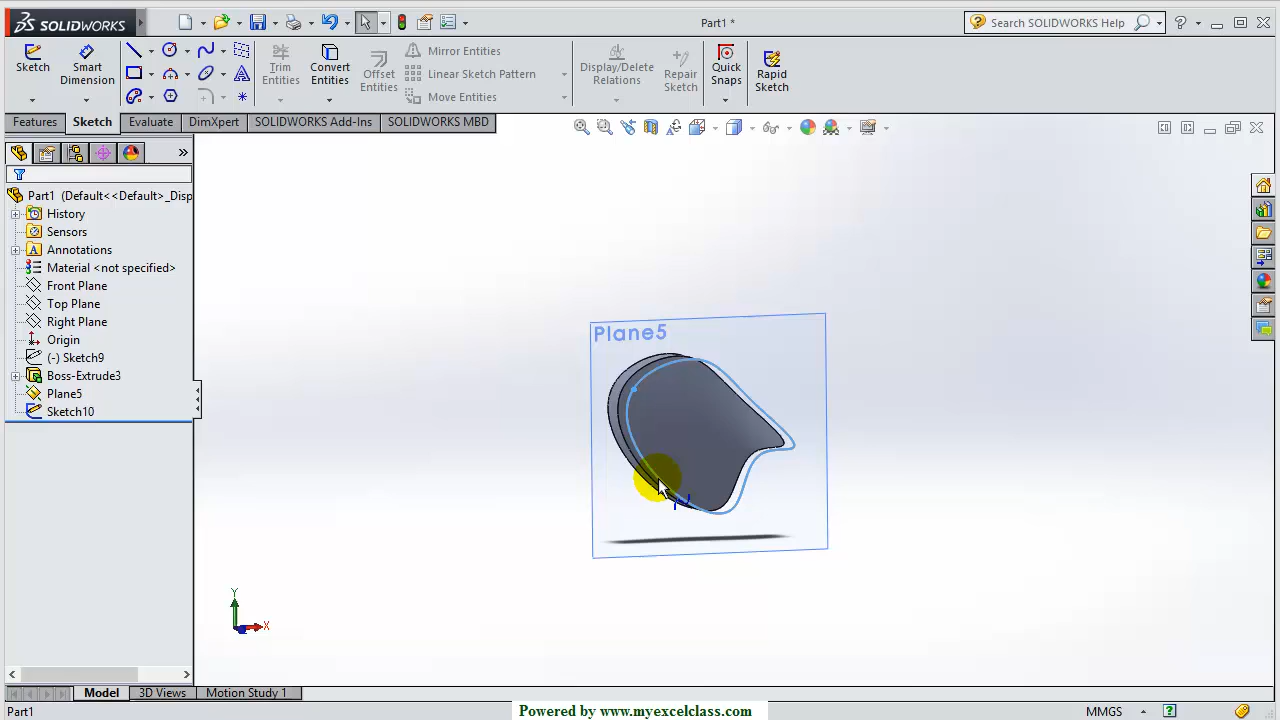 SOLIDWORKS
Part1 *
Search SOLIDWORKS Help
Sketch
Smart Dimension
Trim Entities
Convert Entities
Offset Entities
Mirror Entities
Linear Sketch Pattern
Move Entities
Display/Delete Relations
Repair Sketch
Quick Snaps
Rapid Sketch
Features
Sketch
Evaluate
DimXpert
SOLIDWORKS Add-Ins
SOLIDWORKS MBD
Part1 (Default<<Default>_Disp
History
Sensors
Annotations
Material <not specified>
Front Plane
Top Plane
Right Plane
Origin
(-) Sketch9
Boss-Extrude3
Plane5
Sketch10
Plane5
Y
X
Model
3D Views
Motion Study 1
Part1
Powered by www.myexcelclass.com
MMGS